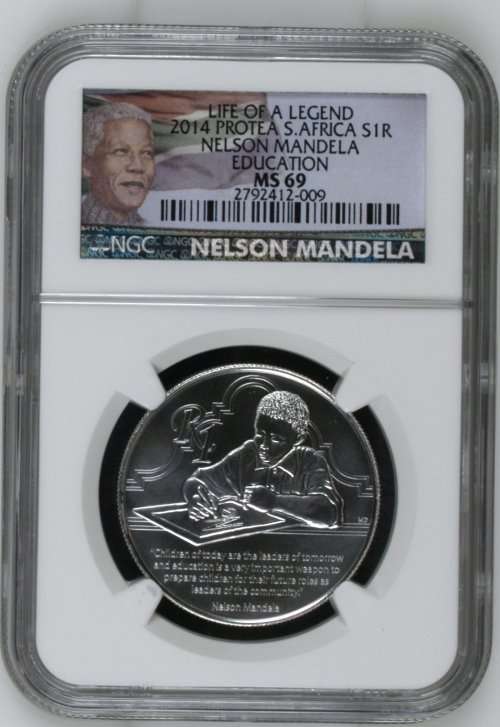 LIFE OF A LEGEND
2014 PROTEA S.AFRICA S1R
NELSON MANDELA
EDUCATION
MS 69
2792412-009
NGC NELSON MANDELA
R1
"Children of today are the leaders of tomorrow
and education is a very important weapon to
prepare children for their future roles as
leaders of the community."
Nelson Mandela